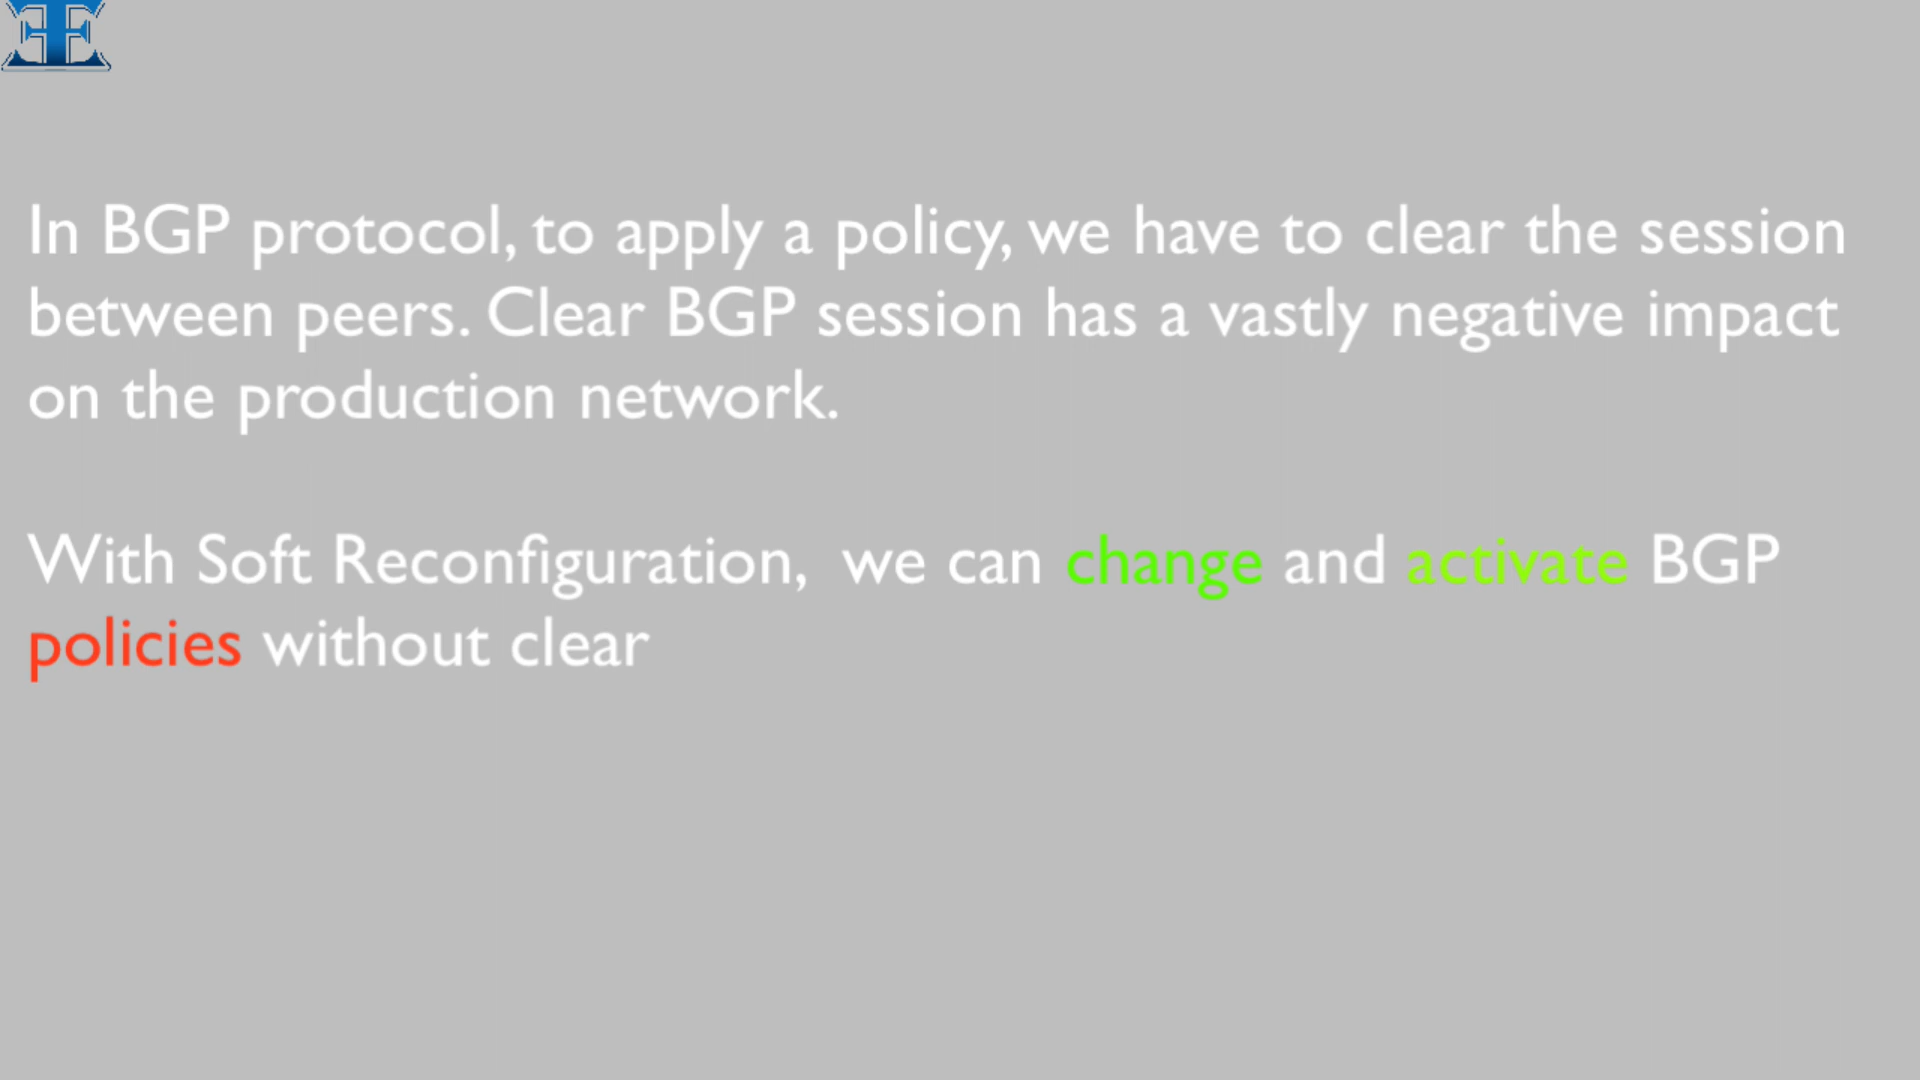 In BGP protocol, to apply a policy, we have to clear the session
between peers. Clear BGP session has a vastly negative impact
on the production network.
With Soft Reconfiguration,  we can change and activate BGP
policies without clear